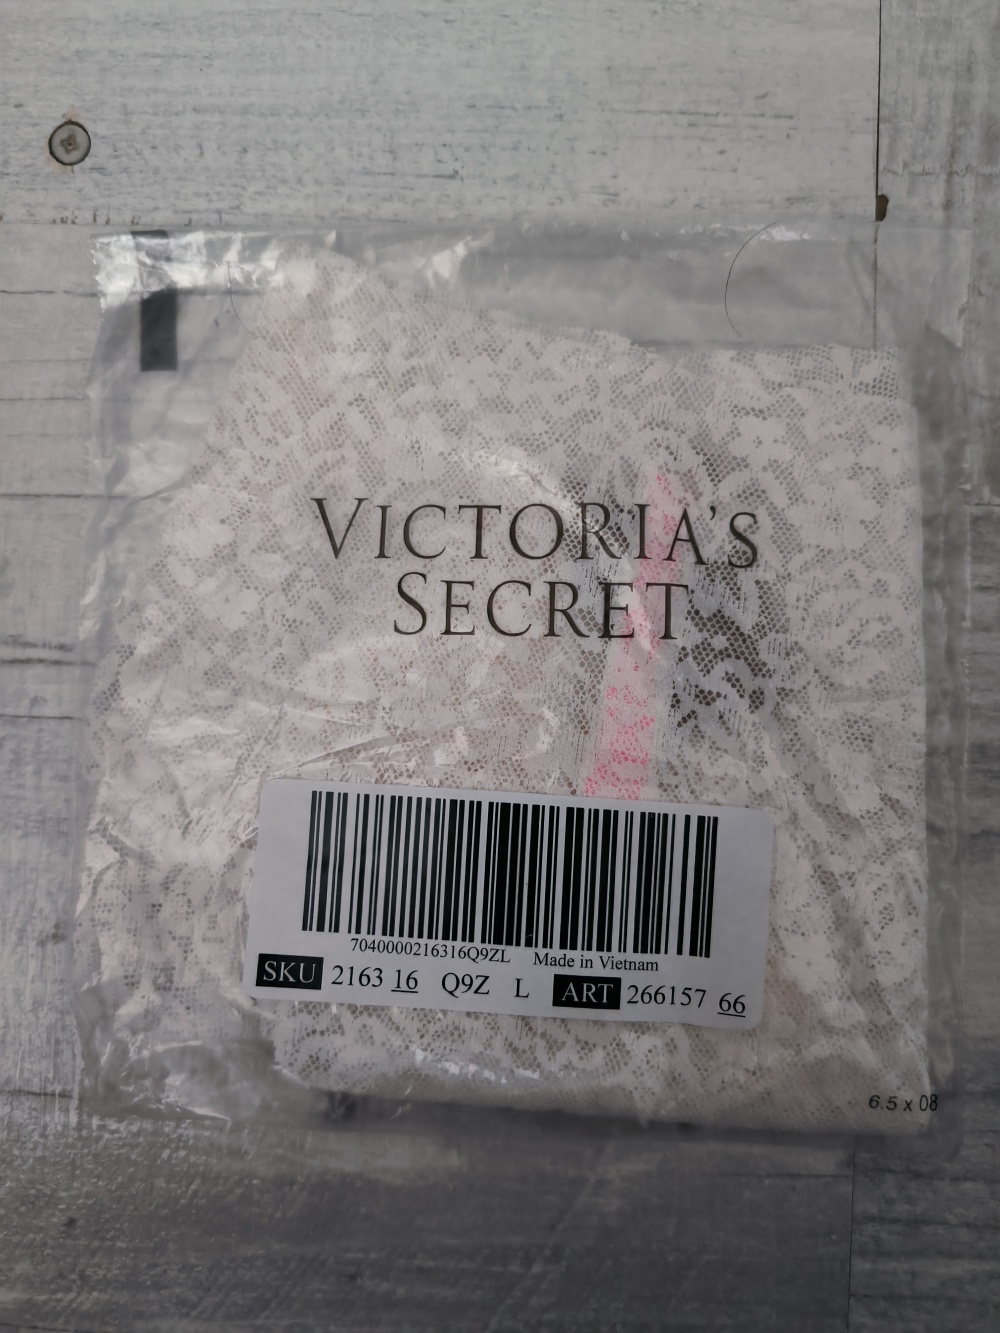 VICTORIA'S
SECRET
7040000216316Q9ZL Made in Vietnam
SKU 2163 16 Q9Z L ART 266157 66
6.5 x 08